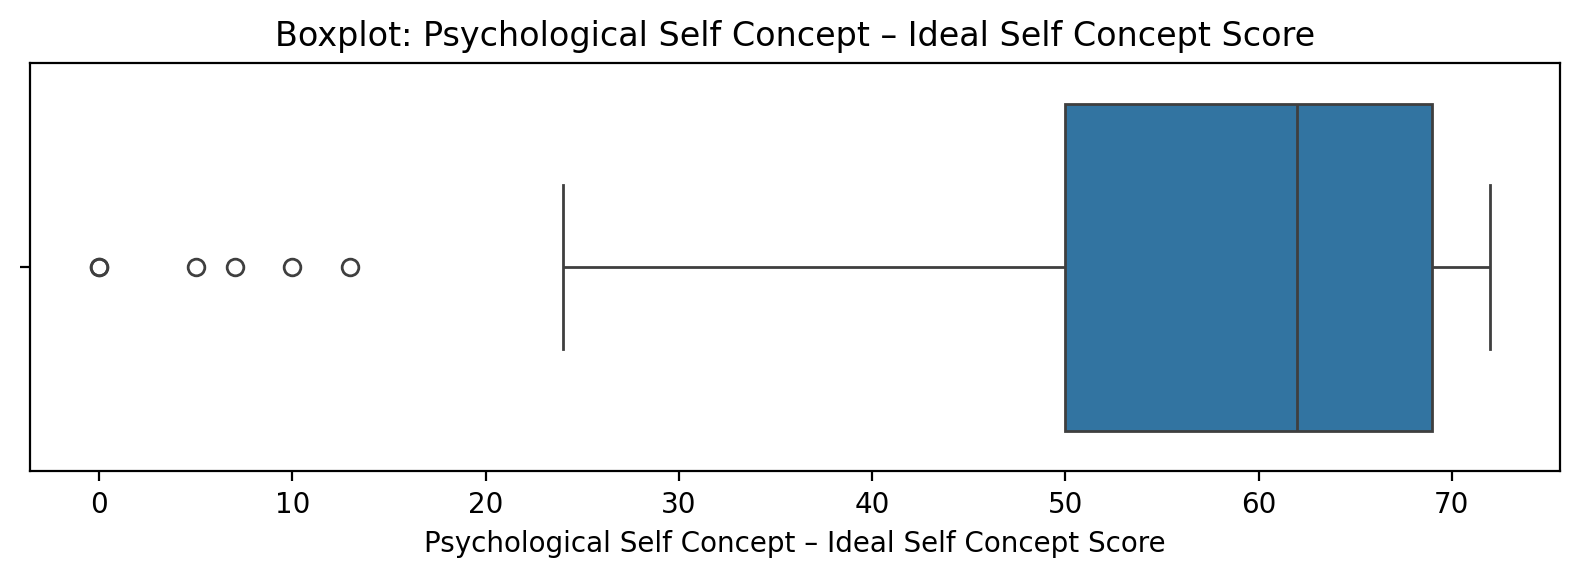 Boxplot: Psychological Self Concept – Ideal Self Concept Score
0 10 20 30 40 50 60 70
Psychological Self Concept – Ideal Self Concept Score